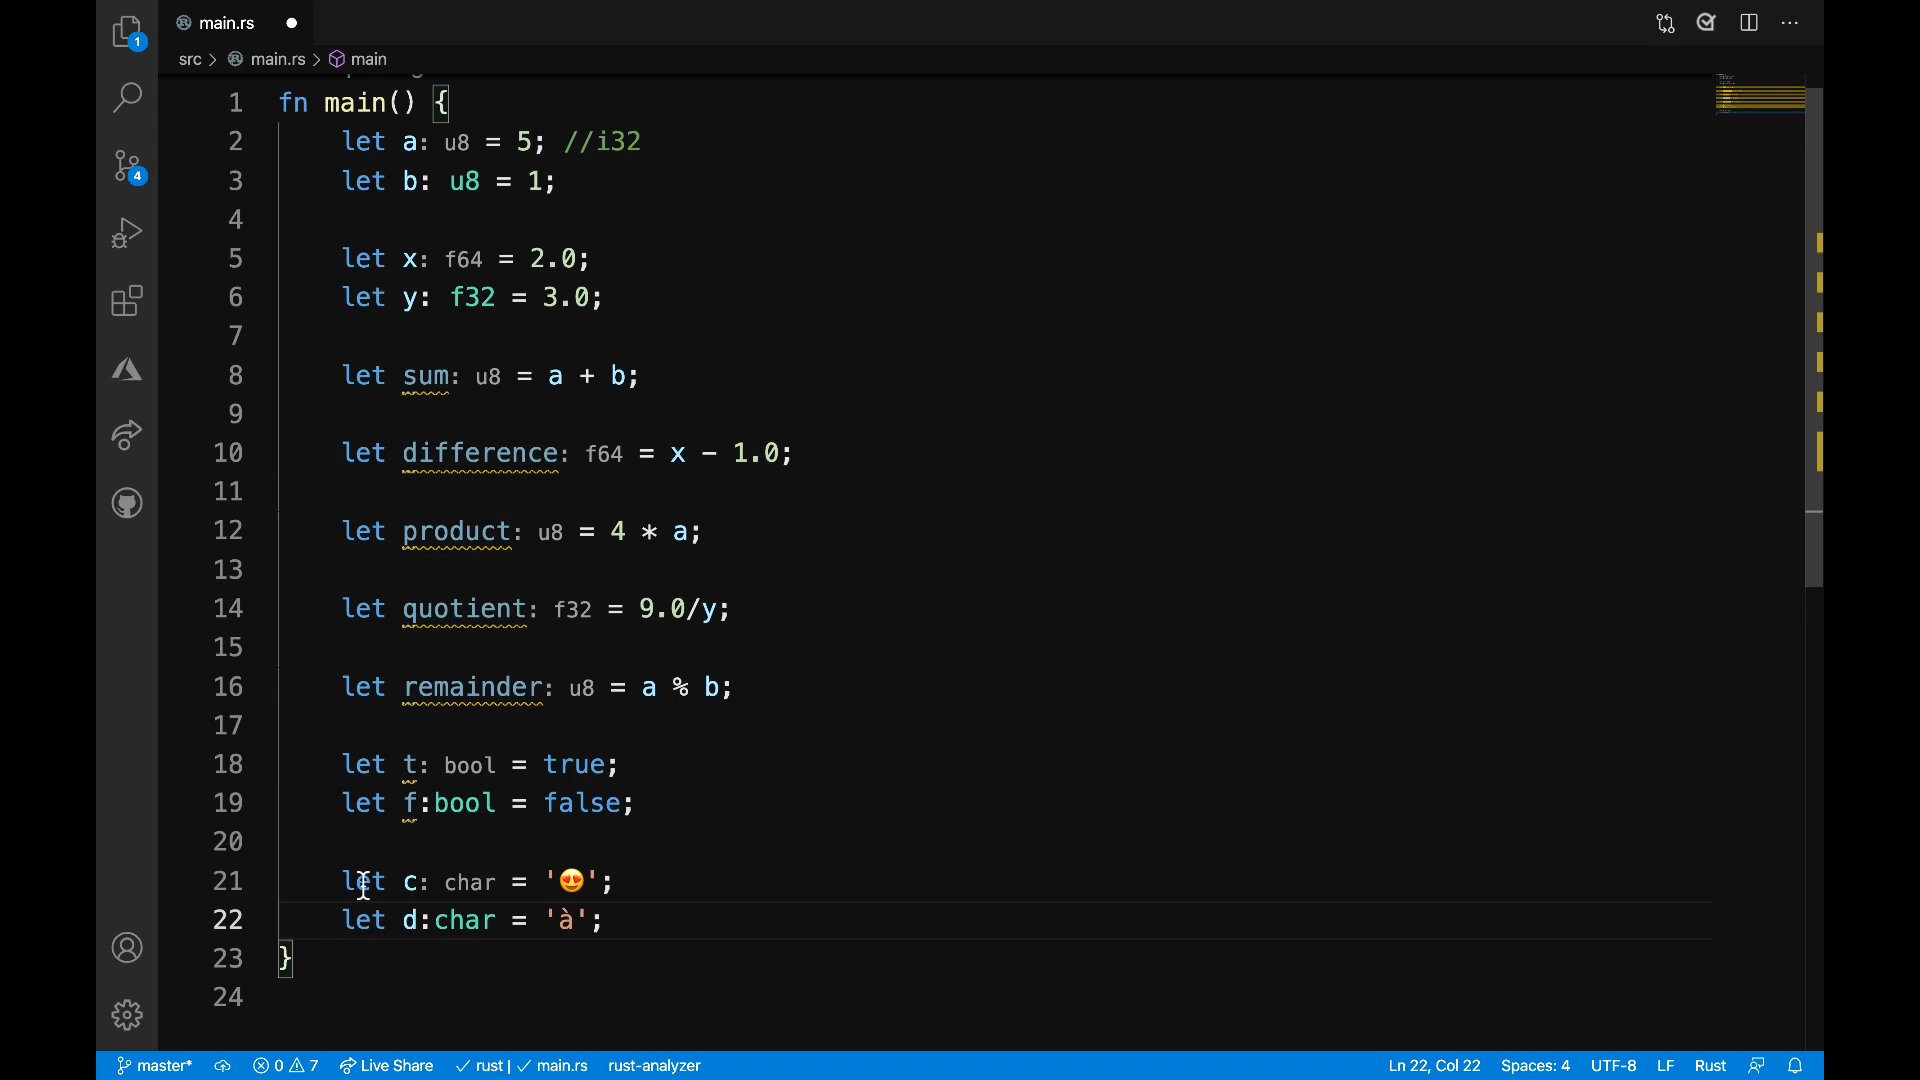 main.rs
src > main.rs > main
1 fn main() {
2 let a: u8 = 5; //i32
3 let b: u8 = 1;
4
5 let x: f64 = 2.0;
6 let y: f32 = 3.0;
7
8 let sum: u8 = a + b;
9
10 let difference: f64 = x - 1.0;
11
12 let product: u8 = 4 * a;
13
14 let quotient: f32 = 9.0/y;
15
16 let remainder: u8 = a % b;
17
18 let t: bool = true;
19 let f:bool = false;
20
21 let c: char = '😍';
22 let d:char = 'à';
23 }
24
1
4
master* 0 7 Live Share rust | main.rs rust-analyzer Ln 22, Col 22 Spaces: 4 UTF-8 LF Rust